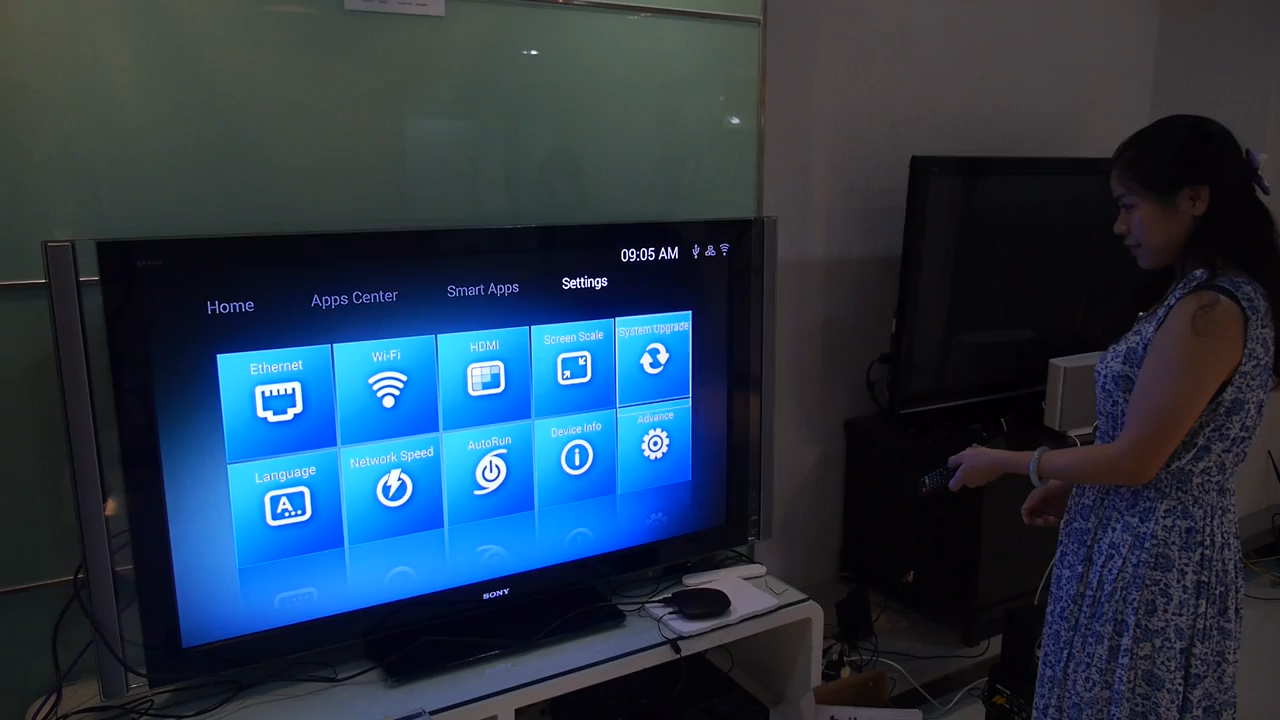 09:05 AM
Home Apps Center Smart Apps Settings
Ethernet Wi-Fi HDMI Screen Scale System Upgrade
Language Network Speed AutoRun Device Info Advance
A...
SONY